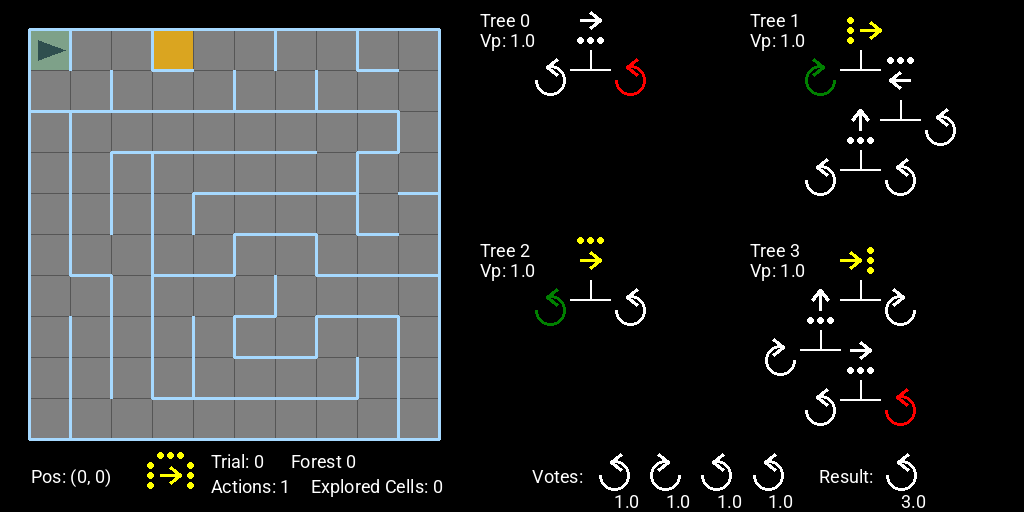 Tree 0
Vp: 1.0
Tree 1
Vp: 1.0
Tree 2
Vp: 1.0
Tree 3
Vp: 1.0
Pos: (0, 0)
Trial: 0 Forest 0
Actions: 1 Explored Cells: 0
Votes:
1.0 1.0 1.0 1.0
Result:
3.0